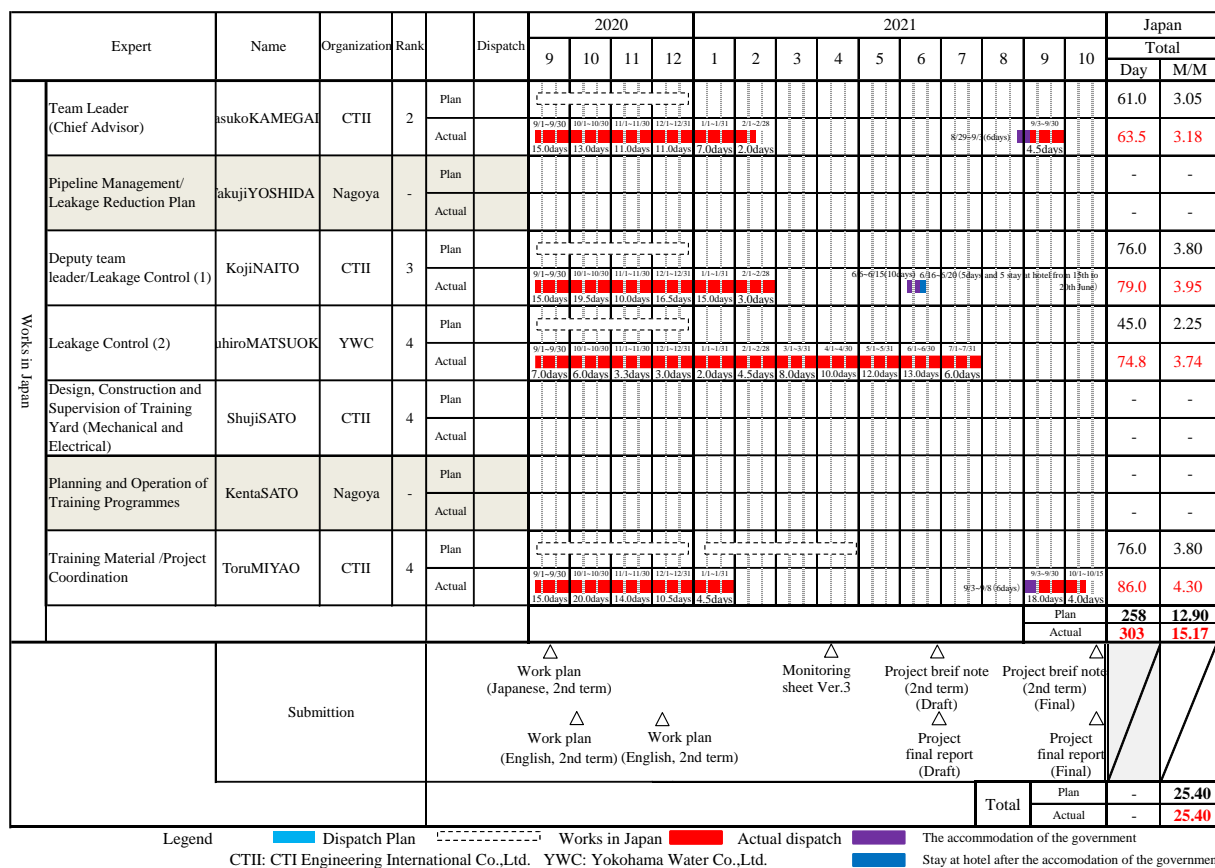 Expert Name Organization Rank Dispatch 2020 2021 Japan
9 10 11 12 1 2 3 4 5 6 7 8 9 10 Total
Day M/M
Works in Japan
Team Leader
(Chief Advisor)
asukoKAMEGAI CTII 2
Plan 61.0 3.05
9/1~9/30 10/1~10/30 11/1~11/30 12/1~12/31 1/1~1/31 2/1~2/28 9/3~9/30
Actual 8/29~9/3(6days) 63.5 3.18
15.0days 13.0days 11.0days 11.0days 7.0days 2.0days 4.5days
Pipeline Management/
Leakage Reduction Plan
akujiYOSHIDA Nagoya -
Plan - -
Actual - -
Deputy team
leader/Leakage Control (1)
KojiNAITO CTII 3
Plan 76.0 3.80
6/6~6/15(10days) 6/16~6/20(5days and 5 stay at hotel from 15th to
20th June)
9/1~9/30 10/1~10/30 11/1~11/30 12/1~12/31 1/1~1/31 2/1~2/28
Actual 79.0 3.95
15.0days 19.5days 10.0days 16.5days 15.0days 3.0days
Leakage Control (2) uhiroMATSUOK YWC 4
Plan 45.0 2.25
9/1~9/30 10/1~10/30 11/1~11/30 12/1~12/31 1/1~1/31 2/1~2/28 3/1~3/31 4/1~4/30 5/1~5/31 6/1~6/30 7/1~7/31
Actual 74.8 3.74
7.0days 6.0days 3.3days 3.0days 2.0days 4.5days 8.0days 10.0days 12.0days 13.0days 6.0days
Design, Construction and
Supervision of Training
Yard (Mechanical and
Electrical)
ShujiSATO CTII 4
Plan - -
Actual - -
Planning and Operation of
Training Programmes
KentaSATO Nagoya -
Plan - -
Actual - -
Training Material /Project
Coordination
ToruMIYAO CTII 4
Plan 76.0 3.80
9/1~9/30 10/1~10/30 11/1~11/30 12/1~12/31 1/1~1/31 9/3~9/30 10/1~10/15
Actual 9/3~9/8(6days) 86.0 4.30
15.0days 20.0days 14.0days 10.5days 4.5days 18.0days 4.0days
Plan 258 12.90
Actual 303 15.17
Submittion
Work plan
(Japanese, 2nd term)
Monitoring
sheet Ver.3
Project breif note
(2nd term)
(Draft)
Project breif note
(2nd term)
(Final)
Work plan
(English, 2nd term)
Work plan
(English, 2nd term)
Project
final report
(Draft)
Project
final report
(Final)
Total
Plan - 25.40
Actual - 25.40
Legend Dispatch Plan Works in Japan Actual dispatch The accommodation of the government
CTII: CTI Engineering International Co.,Ltd. YWC: Yokohama Water Co.,Ltd. Stay at hotel after the accomodation of the governmen